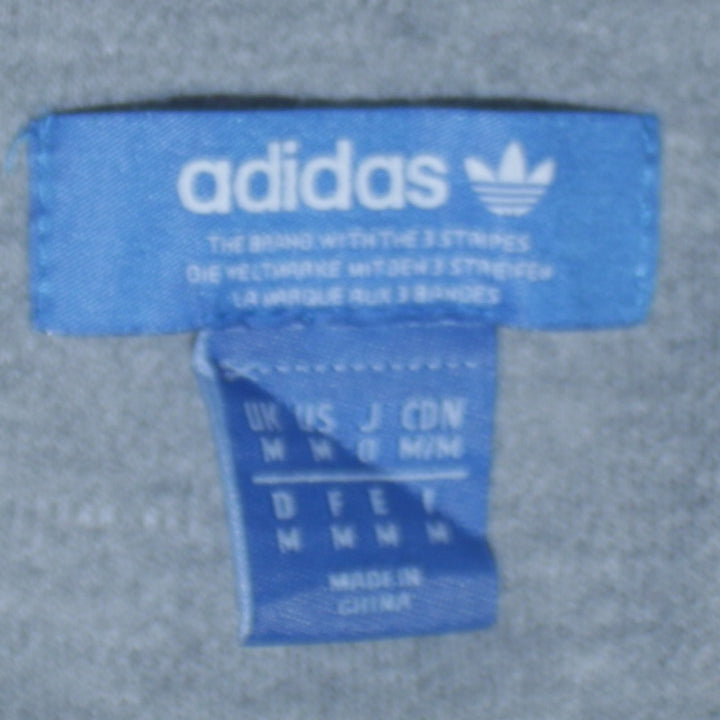 adidas
THE BRAND WITH THE 3 STRIPES
DIE WELTMARKE MIT DEN 3 STREIFEN
LA MARQUE AUX 3 BANDES
UK US J CDN
M M O M/M
D F E I
M M M M
MADE IN
CHINA